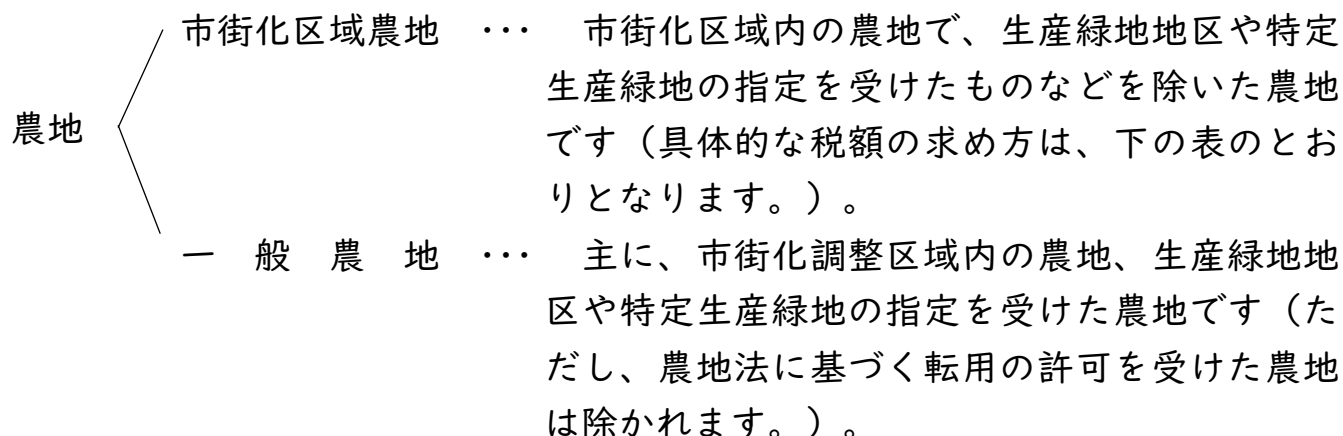 市街化区域農地 ･･･ 市街化区域内の農地で、生産緑地地区や特定
生産緑地の指定を受けたものなどを除いた農地
農地
です（具体的な税額の求め方は、下の表のとお
りとなります。）。
一般農地 ･･･ 主に、市街化調整区域内の農地、生産緑地地
区や特定生産緑地の指定を受けた農地です（た
だし、農地法に基づく転用の許可を受けた農地
は除かれます。）。